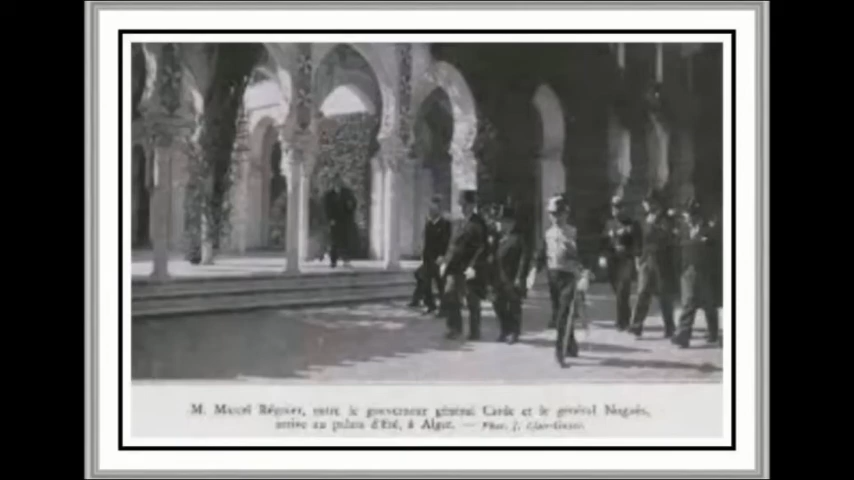 M. Marcel Régnier, entre le gouverneur général Carde et le général Noguès,
arrive au palais d'Été, à Alger. — Phot. J.